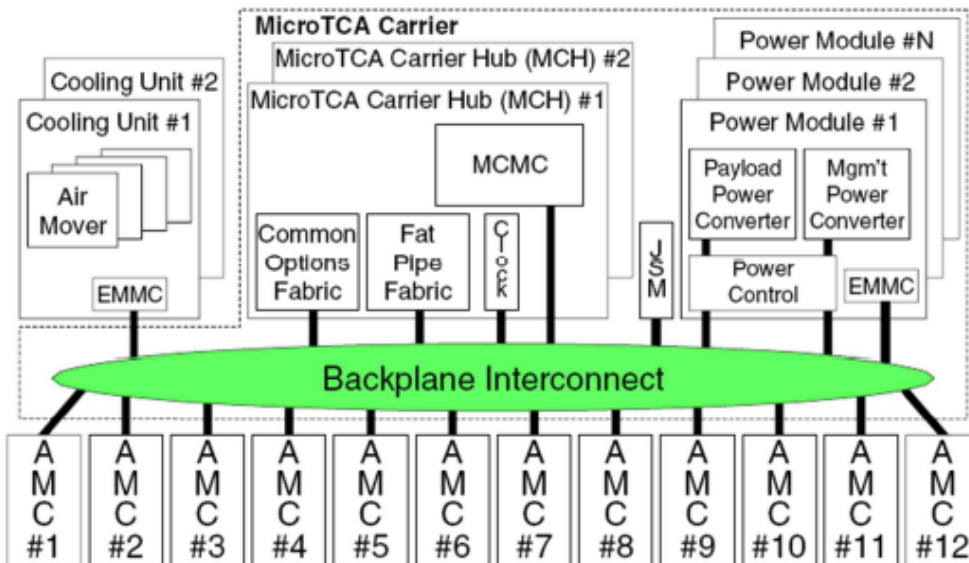 MicroTCA Carrier
MicroTCA Carrier Hub (MCH) #2
MicroTCA Carrier Hub (MCH) #1
MCMC
Common
Options
Fabric
Fat
Pipe
Fabric
Clock
Cooling Unit #2
Cooling Unit #1
Air
Mover
EMMC
JSM
Power Module #N
Power Module #2
Power Module #1
Payload
Power
Converter
Mgm't
Power
Converter
Power
Control
EMMC
Backplane Interconnect
AMC
#1
AMC
#2
AMC
#3
AMC
#4
AMC
#5
AMC
#6
AMC
#7
AMC
#8
AMC
#9
AMC
#10
AMC
#11
AMC
#12